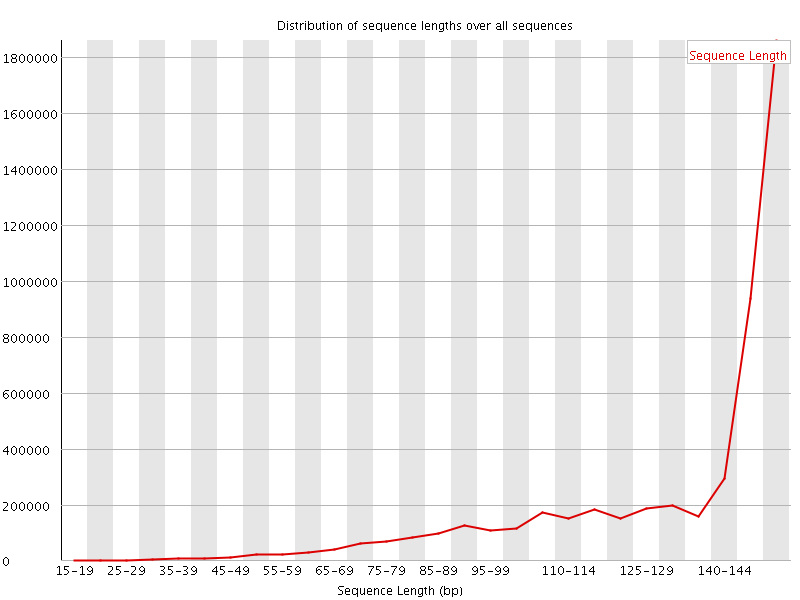 Distribution of sequence lengths over all sequences
Sequence Length
1800000
1600000
1400000
1200000
1000000
800000
600000
400000
200000
0
15-19 25-29 35-39 45-49 55-59 65-69 75-79 85-89 95-99 110-114 125-129 140-144
Sequence Length (bp)